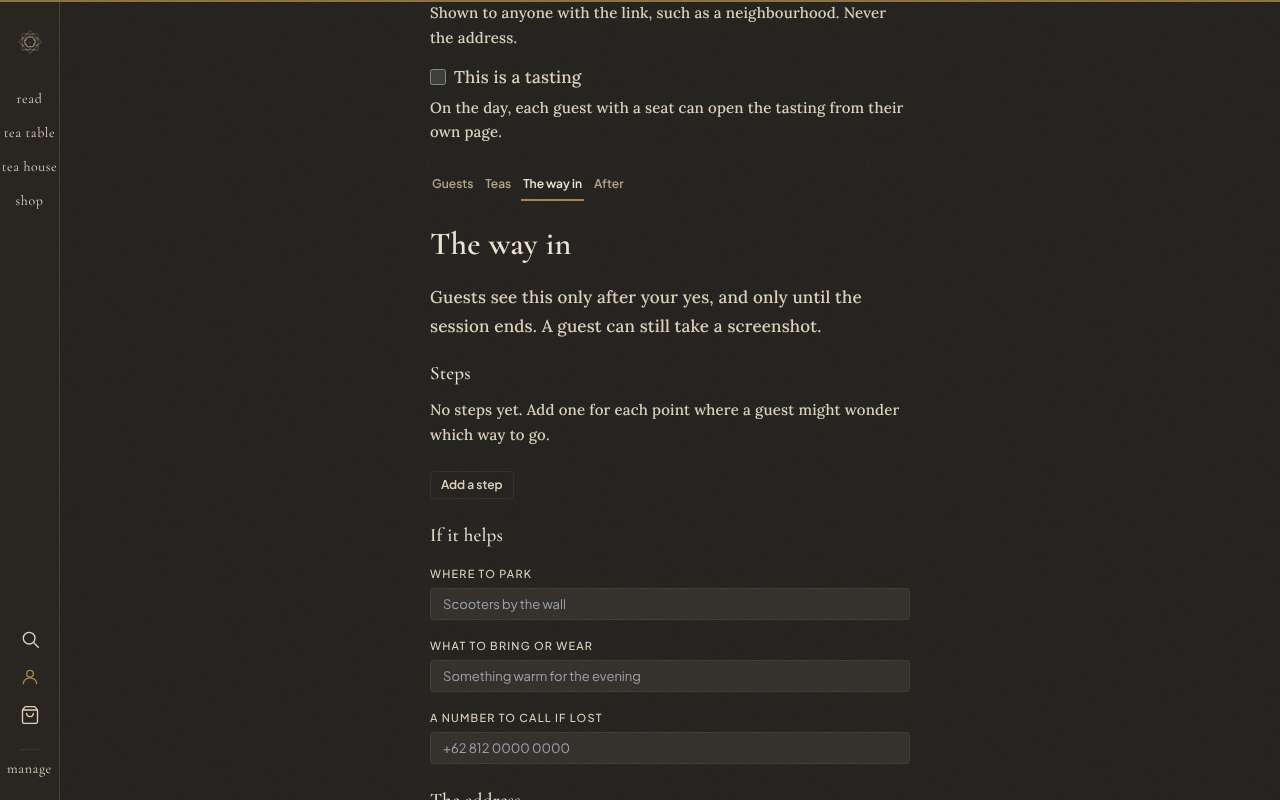 Shown to anyone with the link, such as a neighbourhood. Never
the address.
read
This is a tasting
tea table
On the day, each guest with a seat can open the tasting from their
own page.
tea house
Guests Teas The way in After
shop
The way in
Guests see this only after your yes, and only until the
session ends. A guest can still take a screenshot.
Steps
No steps yet. Add one for each point where a guest might wonder
which way to go.
Add a step
If it helps
WHERE TO PARK
Scooters by the wall
WHAT TO BRING OR WEAR
Something warm for the evening
A NUMBER TO CALL IF LOST
+62 812 0000 0000
manage
The address